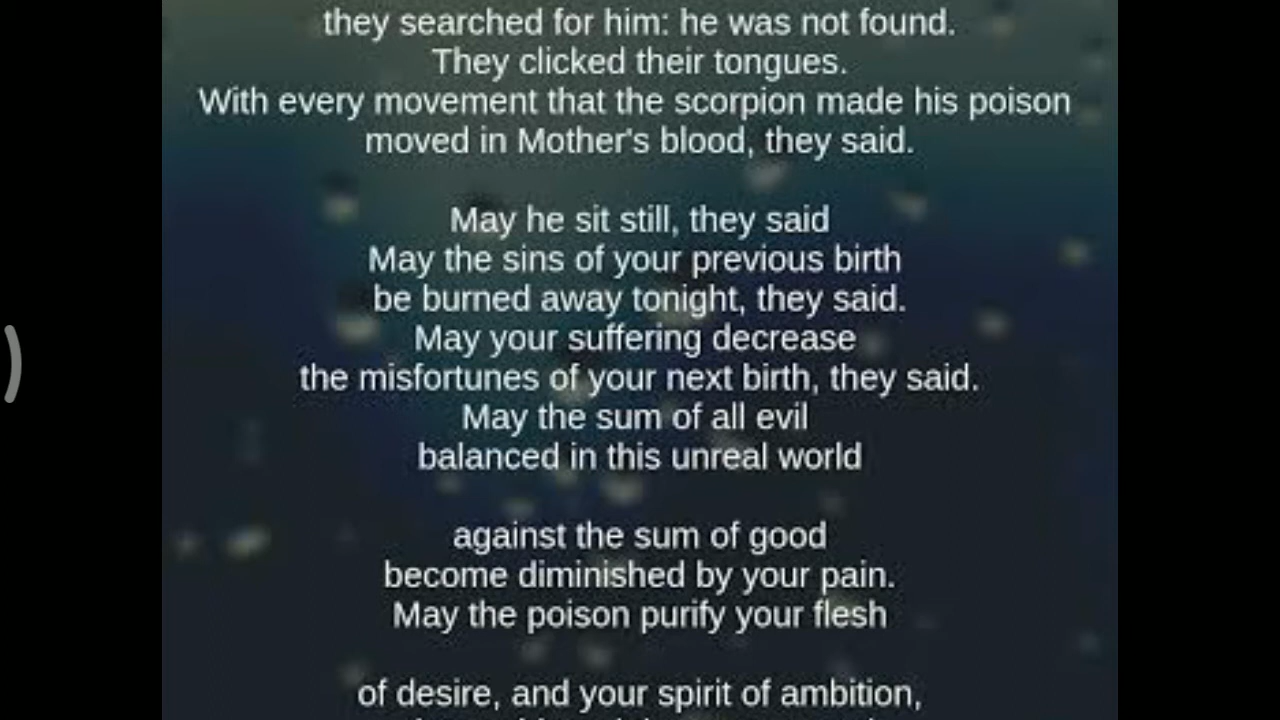 they searched for him: he was not found.
They clicked their tongues.
With every movement that the scorpion made his poison
moved in Mother's blood, they said.
May he sit still, they said
May the sins of your previous birth
be burned away tonight, they said.
May your suffering decrease
the misfortunes of your next birth, they said.
May the sum of all evil
balanced in this unreal world
against the sum of good
become diminished by your pain.
May the poison purify your flesh
of desire, and your spirit of ambition,